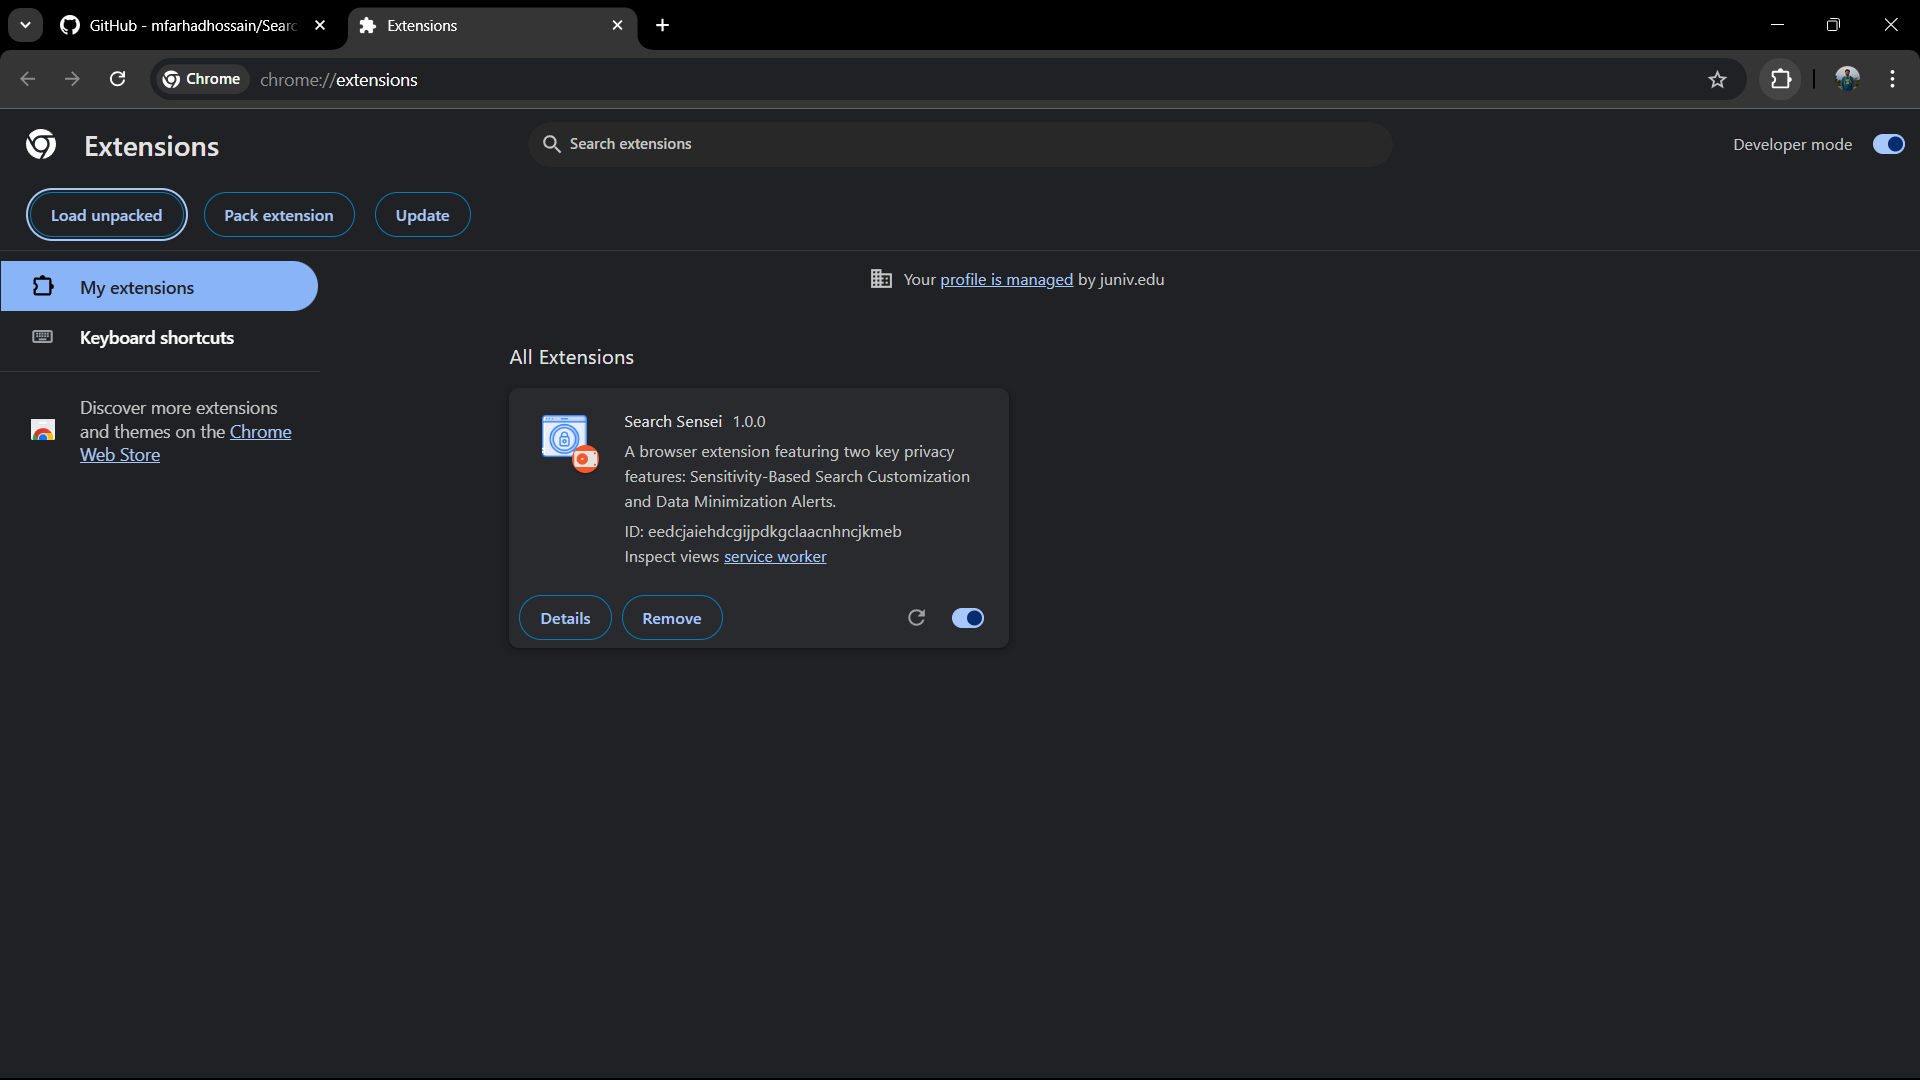 GitHub - mfarhadhossain/Searc
Extensions
Chrome
chrome://extensions
Extensions
Search extensions
Developer mode
Load unpacked
Pack extension
Update
My extensions
Keyboard shortcuts
Discover more extensions
and themes on the Chrome
Web Store
Your profile is managed by juniv.edu
All Extensions
Search Sensei 1.0.0
A browser extension featuring two key privacy
features: Sensitivity-Based Search Customization
and Data Minimization Alerts.
ID: eedcjaiehdcgijpdkgclaacnhncjkmeb
Inspect views service worker
Details
Remove